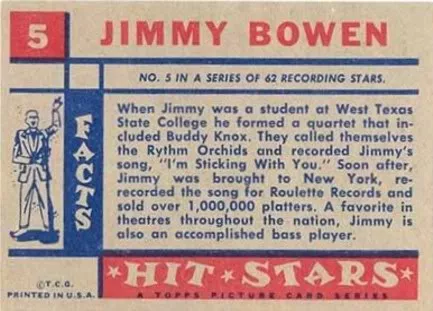 5 JIMMY BOWEN
NO. 5 IN A SERIES OF 62 RECORDING STARS.
FACTS
When Jimmy was a student at West Texas
State College he formed a quartet that in-
cluded Buddy Knox. They called themselves
the Rythm Orchids and recorded Jimmy's
song, "I'm Sticking With You." Soon after,
Jimmy was brought to New York, re-
recorded the song for Roulette Records and
sold over 1,000,000 platters. A favorite in
theatres throughout the nation, Jimmy is
also an accomplished bass player.
©T.C.G.
PRINTED IN U.S.A.
HIT STARS
A TOPPS PICTURE CARD SERIES